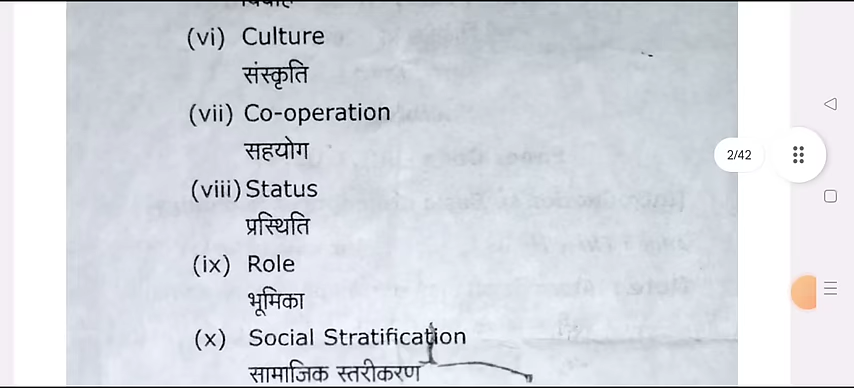 विवाह
(vi) Culture
संस्कृति
(vii) Co-operation
सहयोग
2/42
(viii) Status
प्रस्थिति
(ix) Role
भूमिका
(x) Social Stratification
सामाजिक स्तरीकरण